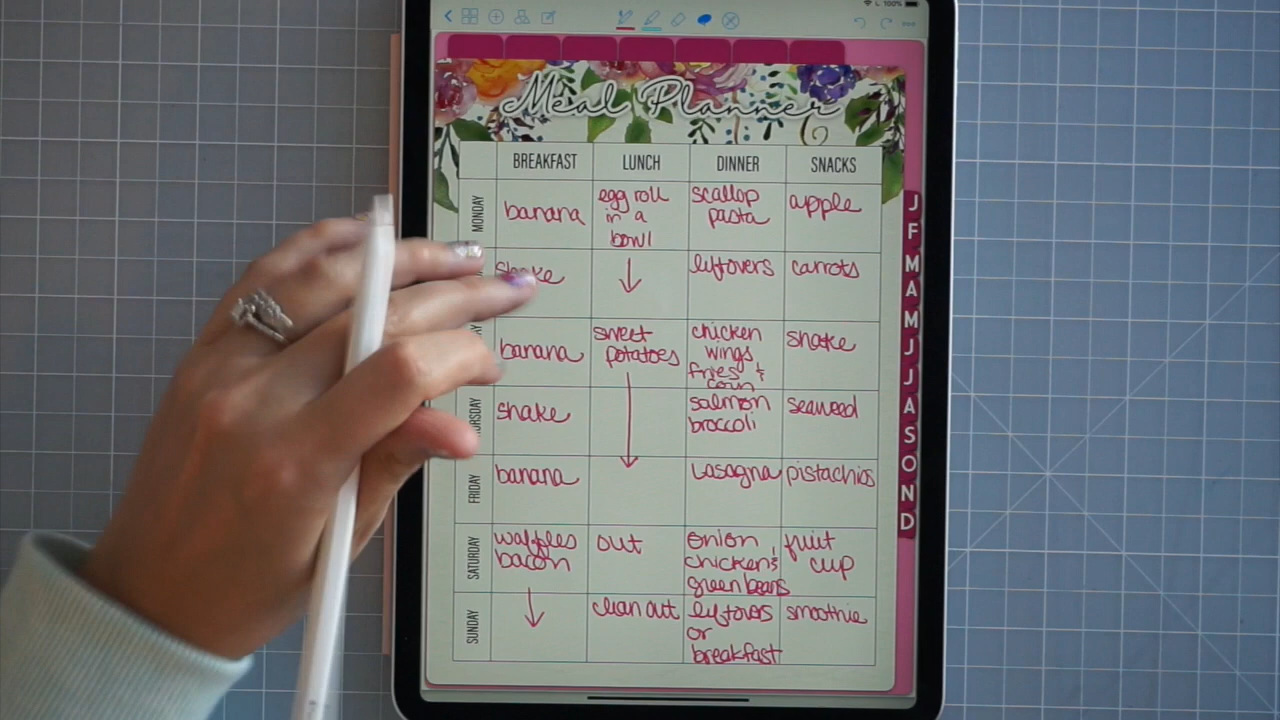 100%
Meal Planner
BREAKFAST LUNCH DINNER SNACKS
MONDAY
banana
egg roll
in a
bowl
scallop
pasta
apple
shake
leftovers
carrots
banana
sweet
potatoes
chicken
wings
fries &
corn
shake
shake
salmon
broccoli
seaweed
FRIDAY
banana
Lasagna
pistachios
SATURDAY
waffles
bacon
out
onion
chicken &
green beans
fruit
cup
SUNDAY
clean out
leftovers
or
breakfast
smoothie
J
F
M
A
M
J
J
A
S
O
N
D